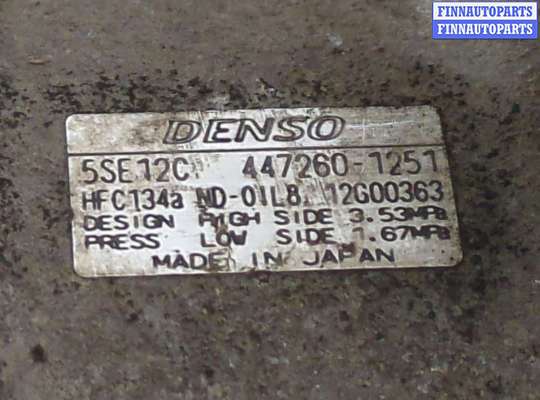 FINNAUTOPARTS
FINNAUTOPARTS
DENSO
5SE12C 447260-1251
HFC134a ND-OIL8 12G00363
DESIGN HIGH SIDE 3.53MPa
PRESS LOW SIDE 1.67MPa
MADE IN JAPAN